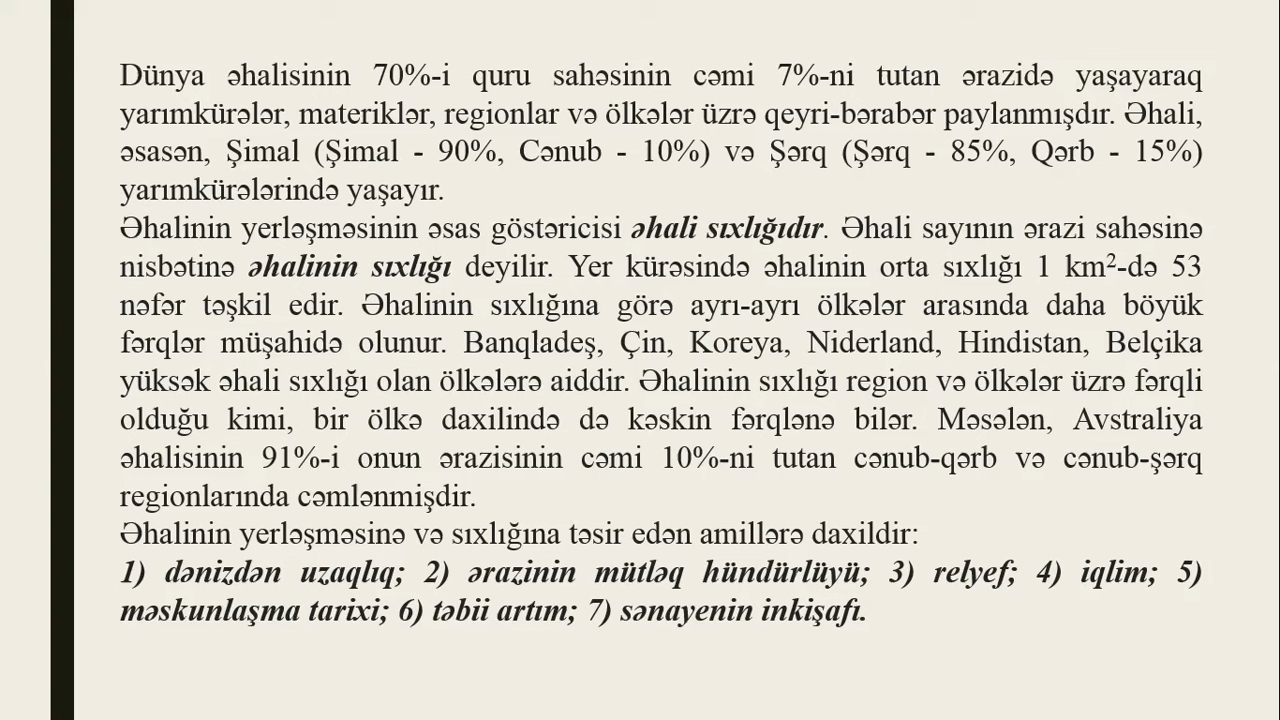 Dünya əhalisinin 70%-i quru sahəsinin cəmi 7%-ni tutan ərazidə yaşayaraq
yarımkürələr, materiklər, regionlar və ölkələr üzrə qeyri-bərabər paylanmışdır. Əhali,
əsasən, Şimal (Şimal - 90%, Cənub - 10%) və Şərq (Şərq - 85%, Qərb - 15%)
yarımkürələrində yaşayır.
Əhalinin yerləşməsinin əsas göstəricisi əhali sıxlığıdır. Əhali sayının ərazi sahəsinə
nisbətinə əhalinin sıxlığı deyilir. Yer kürəsində əhalinin orta sıxlığı 1 km²-də 53
nəfər təşkil edir. Əhalinin sıxlığına görə ayrı-ayrı ölkələr arasında daha böyük
fərqlər müşahidə olunur. Banqladeş, Çin, Koreya, Niderland, Hindistan, Belçika
yüksək əhali sıxlığı olan ölkələrə aiddir. Əhalinin sıxlığı region və ölkələr üzrə fərqli
olduğu kimi, bir ölkə daxilində də kəskin fərqlənə bilər. Məsələn, Avstraliya
əhalisinin 91%-i onun ərazisinin cəmi 10%-ni tutan cənub-qərb və cənub-şərq
regionlarında cəmlənmişdir.
Əhalinin yerləşməsinə və sıxlığına təsir edən amillərə daxildir:
1) dənizdən uzaqlıq; 2) ərazinin mütləq hündürlüyü; 3) relyef; 4) iqlim; 5)
məskunlaşma tarixi; 6) təbii artım; 7) sənayenin inkişafı.